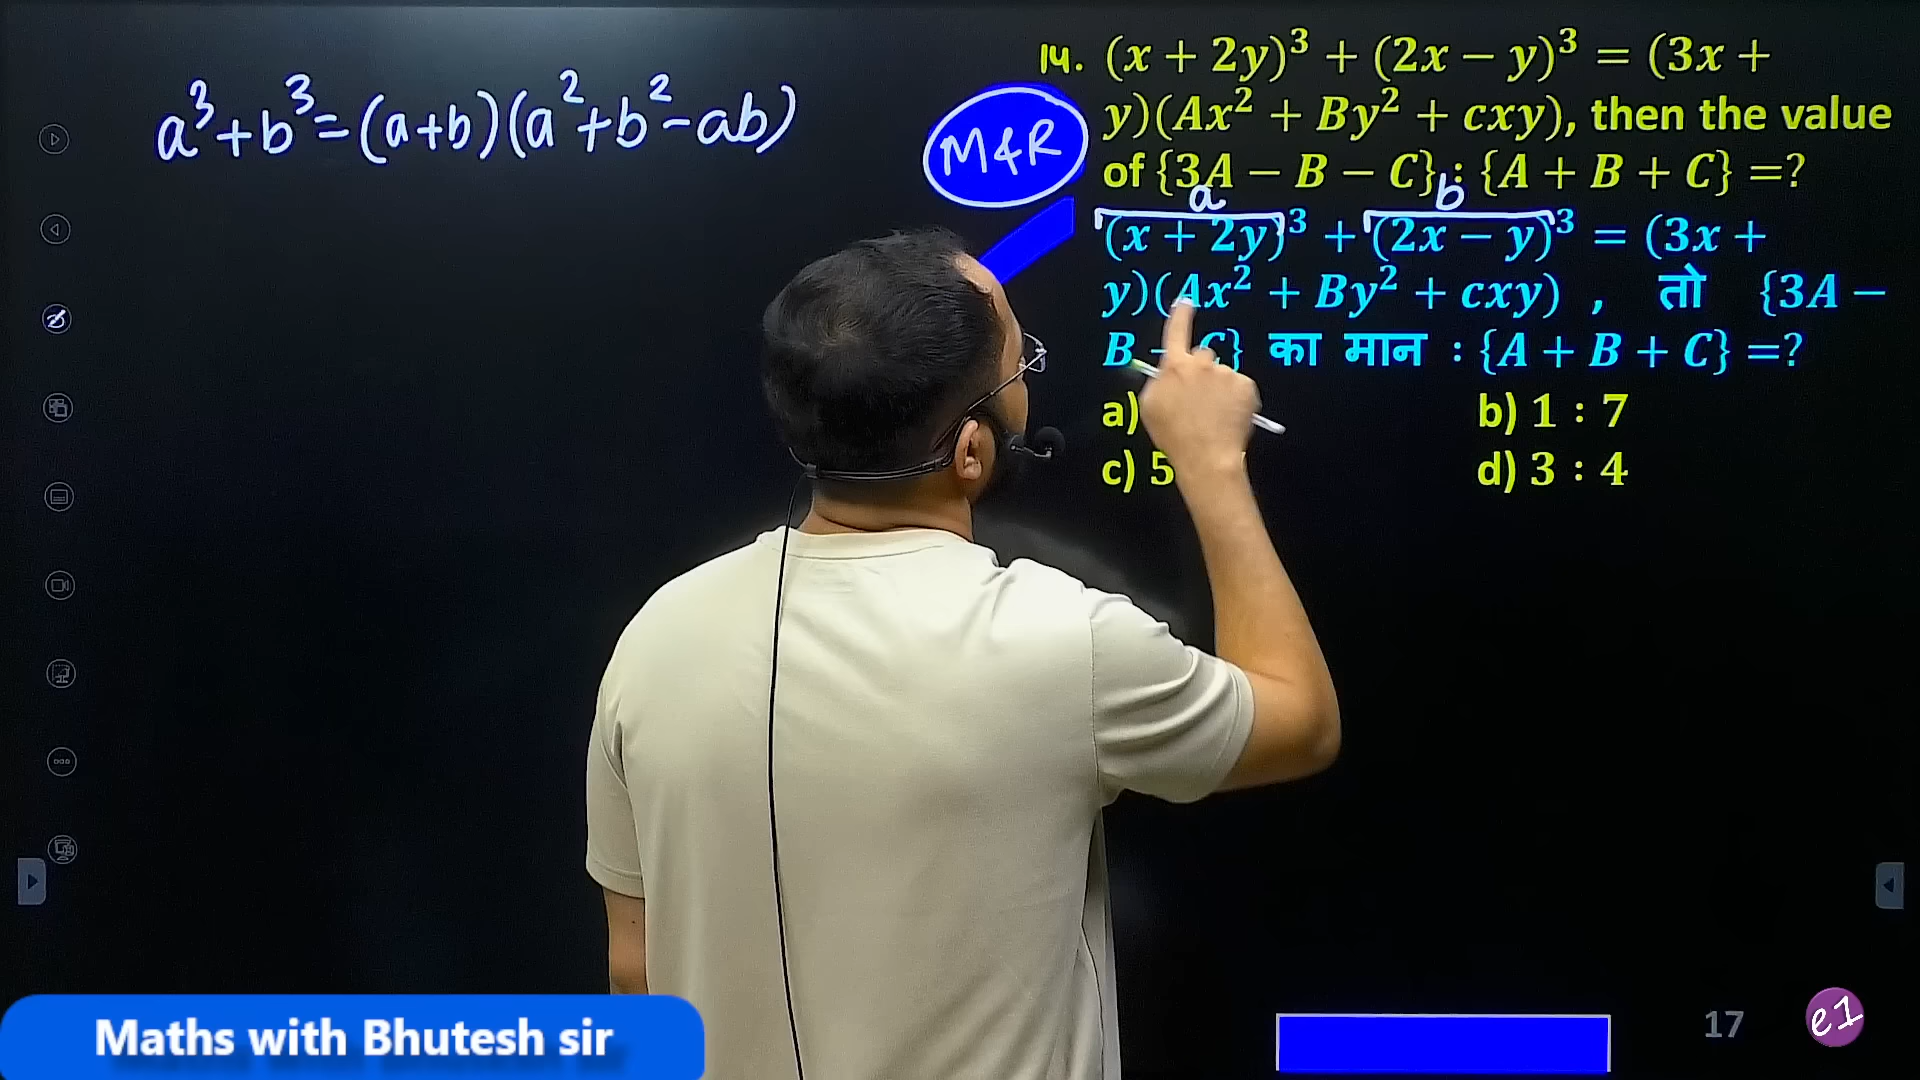 a³+b³=(a+b)(a²+b²-ab)
M&R
14. (x + 2y)³ + (2x − y)³ = (3x +
y)(Ax² + By² + cxy), then the value
of {3A − B − C} : {A + B + C} =?
a b
(x + 2y)³ + (2x − y)³ = (3x +
y)(Ax² + By² + cxy) , तो {3A −
B − C} का मान : {A + B + C} =?
a) b) 1 : 7
c) 5 d) 3 : 4
Maths with Bhutesh sir
17
e1